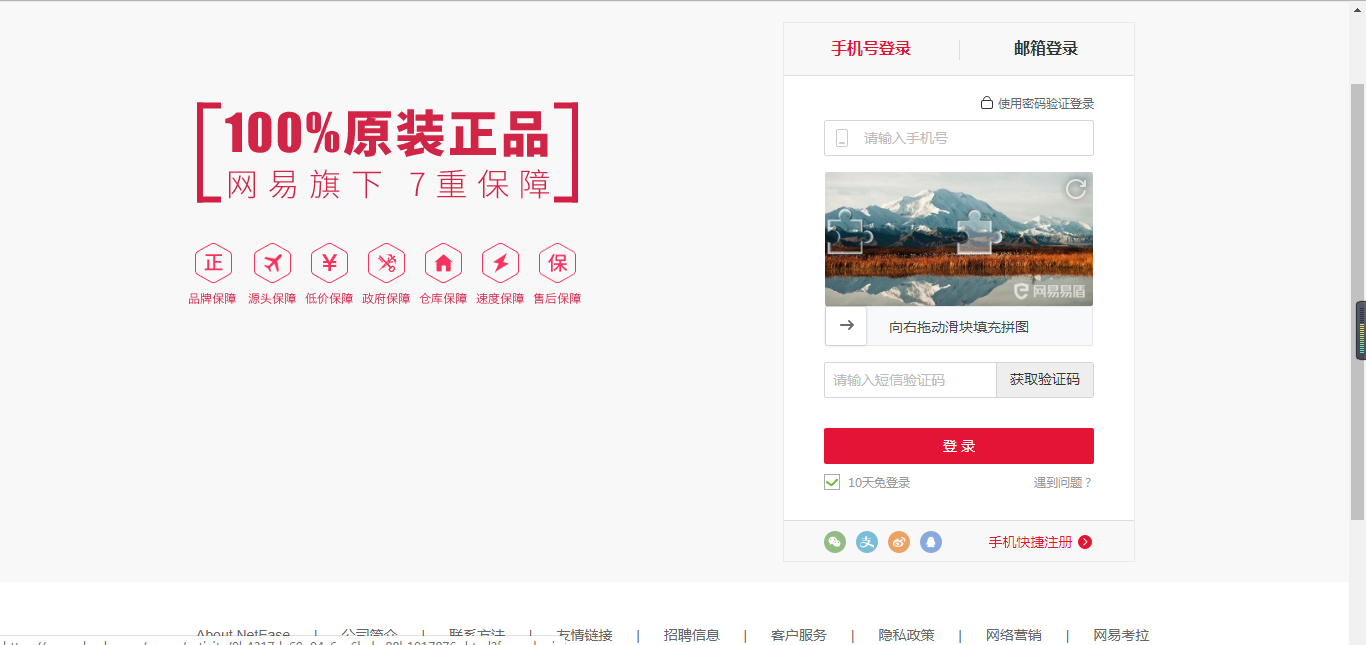 手机号登录
邮箱登录
使用密码验证登录
请输入手机号
100%原装正品
网易旗下 7重保障
网易易盾
正
¥
保
品牌保障 源头保障 低价保障 政府保障 仓库保障 速度保障 售后保障
向右拖动滑块填充拼图
请输入短信验证码
获取验证码
登 录
10天免登录
遇到问题？
支
手机快捷注册
About NetEase | 公司简介 | 联系方法 | 友情链接 | 招聘信息 | 客户服务 | 隐私政策 | 网络营销 | 网易考拉